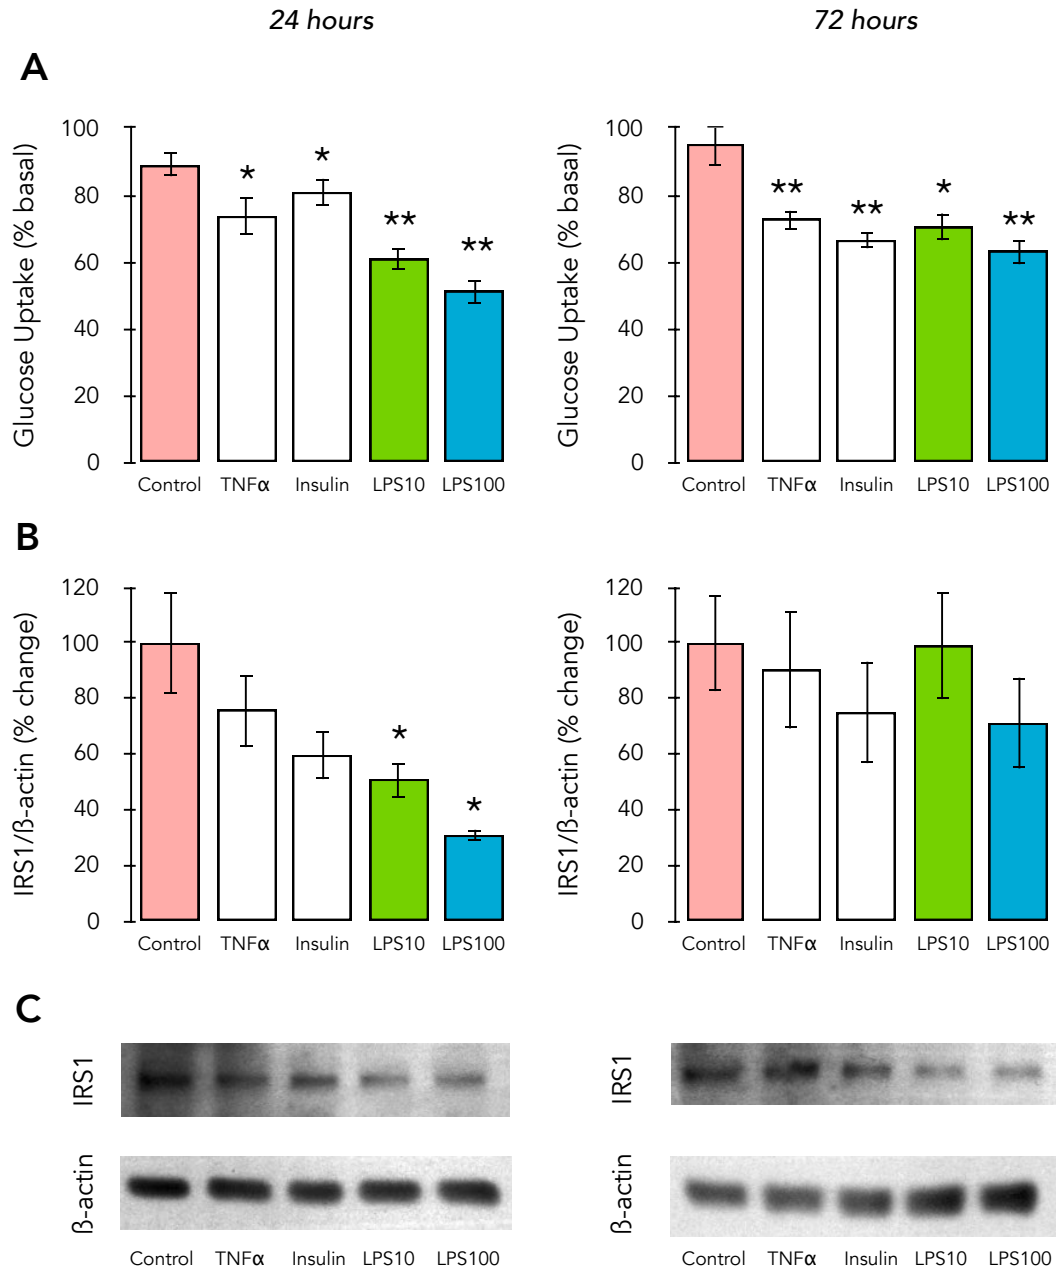 24 hours
72 hours
A
Glucose Uptake (% basal)
100
80
60
40
20
0
*
*
**
**
Control TNFα Insulin LPS10 LPS100
Glucose Uptake (% basal)
100
80
60
40
20
0
**
**
*
**
Control TNFα Insulin LPS10 LPS100
B
IRS1/ß-actin (% change)
120
100
80
60
40
20
0
*
*
Control TNFα Insulin LPS10 LPS100
IRS1/ß-actin (% change)
120
100
80
60
40
20
0
Control TNFα Insulin LPS10 LPS100
C
IRS1
ß-actin
Control TNFα Insulin LPS10 LPS100
IRS1
ß-actin
Control TNFα Insulin LPS10 LPS100